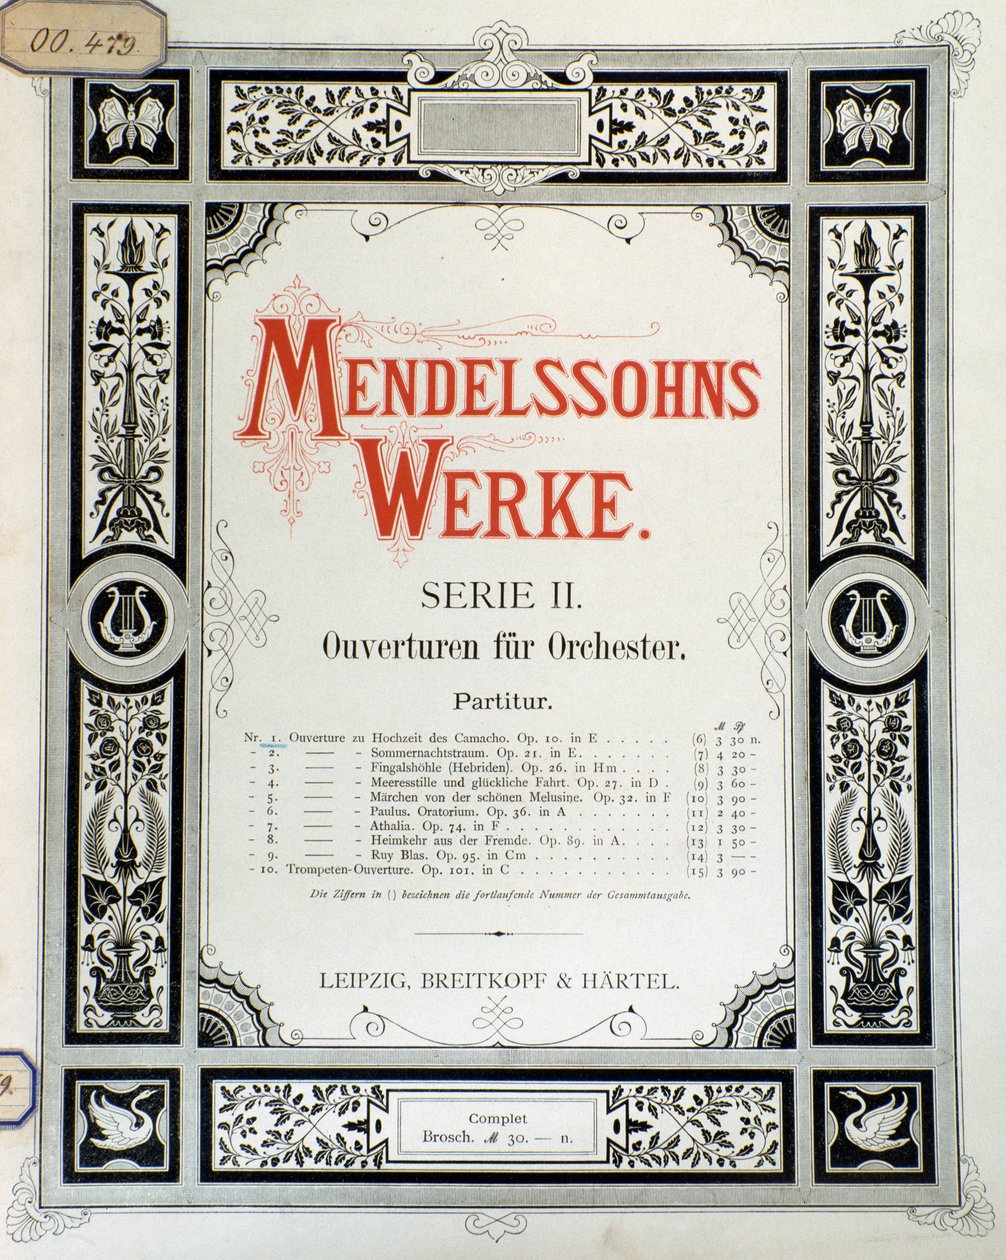 00.479.
MENDELSSOHNS
WERKE.
SERIE II.
Ouverturen für Orchester.
Partitur.
M Pf
Nr. 1. Ouverture zu Hochzeit des Camacho. Op. 10. in E . . . . . (6) 3 30 n.
- 2. —— - Sommernachtstraum. Op. 21. in E . . . . . . . (7) 4 20 -
- 3. —— - Fingalshöhle (Hebriden). Op. 26. in Hm . . . . (8) 3 30 -
- 4. —— - Meeresstille und glückliche Fahrt. Op. 27. in D . (9) 3 60 -
- 5. —— - Märchen von der schönen Melusine. Op. 32. in F (10) 3 90 -
- 6. —— - Paulus. Oratorium. Op. 36. in A . . . . . . . (11) 2 40 -
- 7. —— - Athalia. Op. 74. in F . . . . . . . . . . . . (12) 3 30 -
- 8. —— - Heimkehr aus der Fremde. Op. 89. in A . . . . (13) 1 50 -
- 9. —— - Ruy Blas. Op. 95. in Cm . . . . . . . . . . (14) 3 — -
- 10. Trompeten-Ouverture. Op. 101. in C . . . . . . . . . . . (15) 3 90 -
Die Ziffern in () bezeichnen die fortlaufende Nummer der Gesammtausgabe.
LEIPZIG, BREITKOPF & HÄRTEL.
9.
Complet
Brosch. M 30. — n.